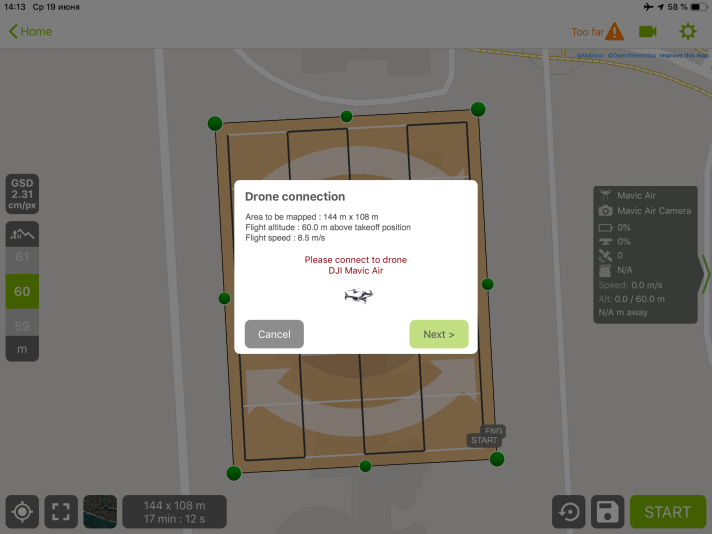 14:13 Ср 19 июня
58 %
Home
Too far
©Mapbox ©OpenStreetMap Improve this map
GSD
2.31
cm/px
61
60
59
m
Drone connection
Area to be mapped : 144 m x 108 m
Flight altitude : 60.0 m above takeoff position
Flight speed : 8.5 m/s
Please connect to drone
DJI Mavic Air
Cancel
Next >
Mavic Air
Mavic Air Camera
0%
0%
0
N/A
Speed: 0.0 m/s
Alt: 0.0 / 60.0 m
N/A m away
END
START
144 x 108 m
17 min : 12 s
START